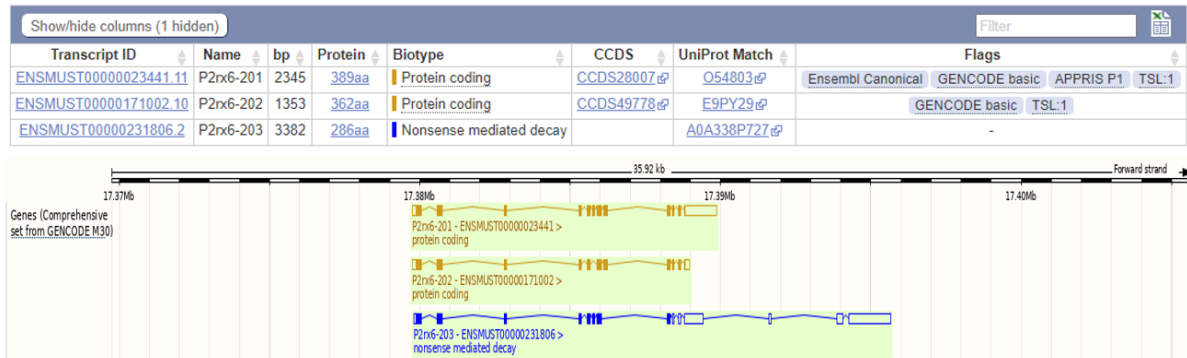 Show/hide columns (1 hidden) Filter
Transcript ID Name bp Protein Biotype CCDS UniProt Match Flags
ENSMUST00000023441.11 P2rx6-201 2345 389aa Protein coding CCDS28007 O54803 Ensembl Canonical GENCODE basic APPRIS P1 TSL:1
ENSMUST00000171002.10 P2rx6-202 1353 362aa Protein coding CCDS49778 E9PY29 GENCODE basic TSL:1
ENSMUST00000231806.2 P2rx6-203 3382 286aa Nonsense mediated decay A0A338P727 -
35.92 kb Forward strand
17.37Mb 17.38Mb 17.39Mb 17.40Mb
Genes (Comprehensive
set from GENCODE M30)
P2rx6-201 - ENSMUST00000023441 >
protein coding
P2rx6-202 - ENSMUST00000171002 >
protein coding
P2rx6-203 - ENSMUST00000231806 >
nonsense mediated decay